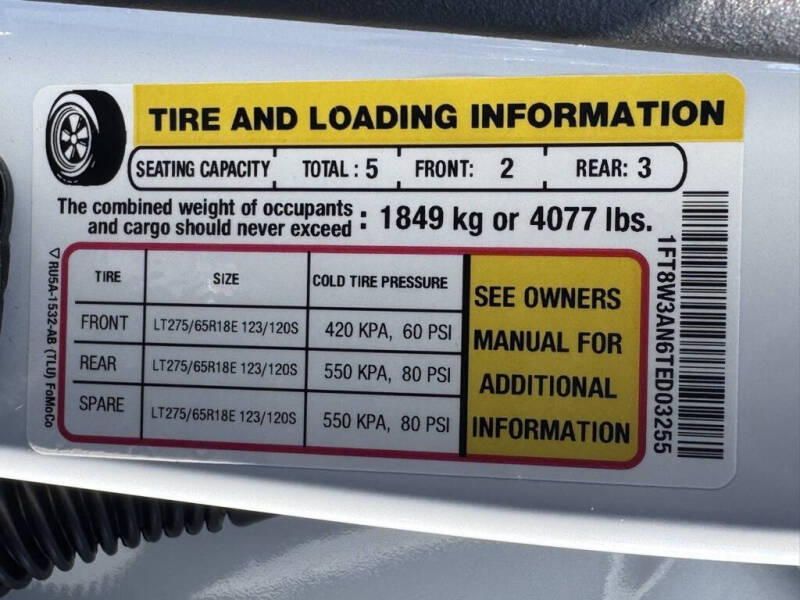 TIRE AND LOADING INFORMATION
SEATING CAPACITY TOTAL : 5 FRONT: 2 REAR: 3
The combined weight of occupants
and cargo should never exceed : 1849 kg or 4077 lbs.
TIRE SIZE COLD TIRE PRESSURE
FRONT LT275/65R18E 123/120S 420 KPA, 60 PSI
REAR LT275/65R18E 123/120S 550 KPA, 80 PSI
SPARE LT275/65R18E 123/120S 550 KPA, 80 PSI
SEE OWNERS
MANUAL FOR
ADDITIONAL
INFORMATION
1FT8W3AN6TED03255
RU5A-1532-AB (TLU) FoMoCo